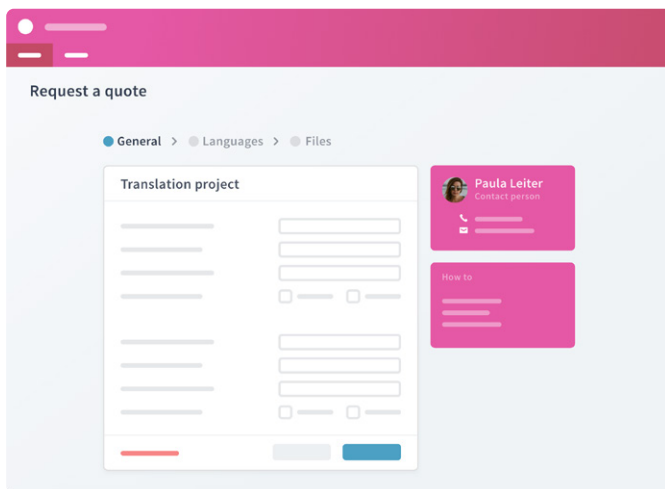 Request a quote
General > Languages > Files
Translation project
Paula Leiter
Contact person
How to